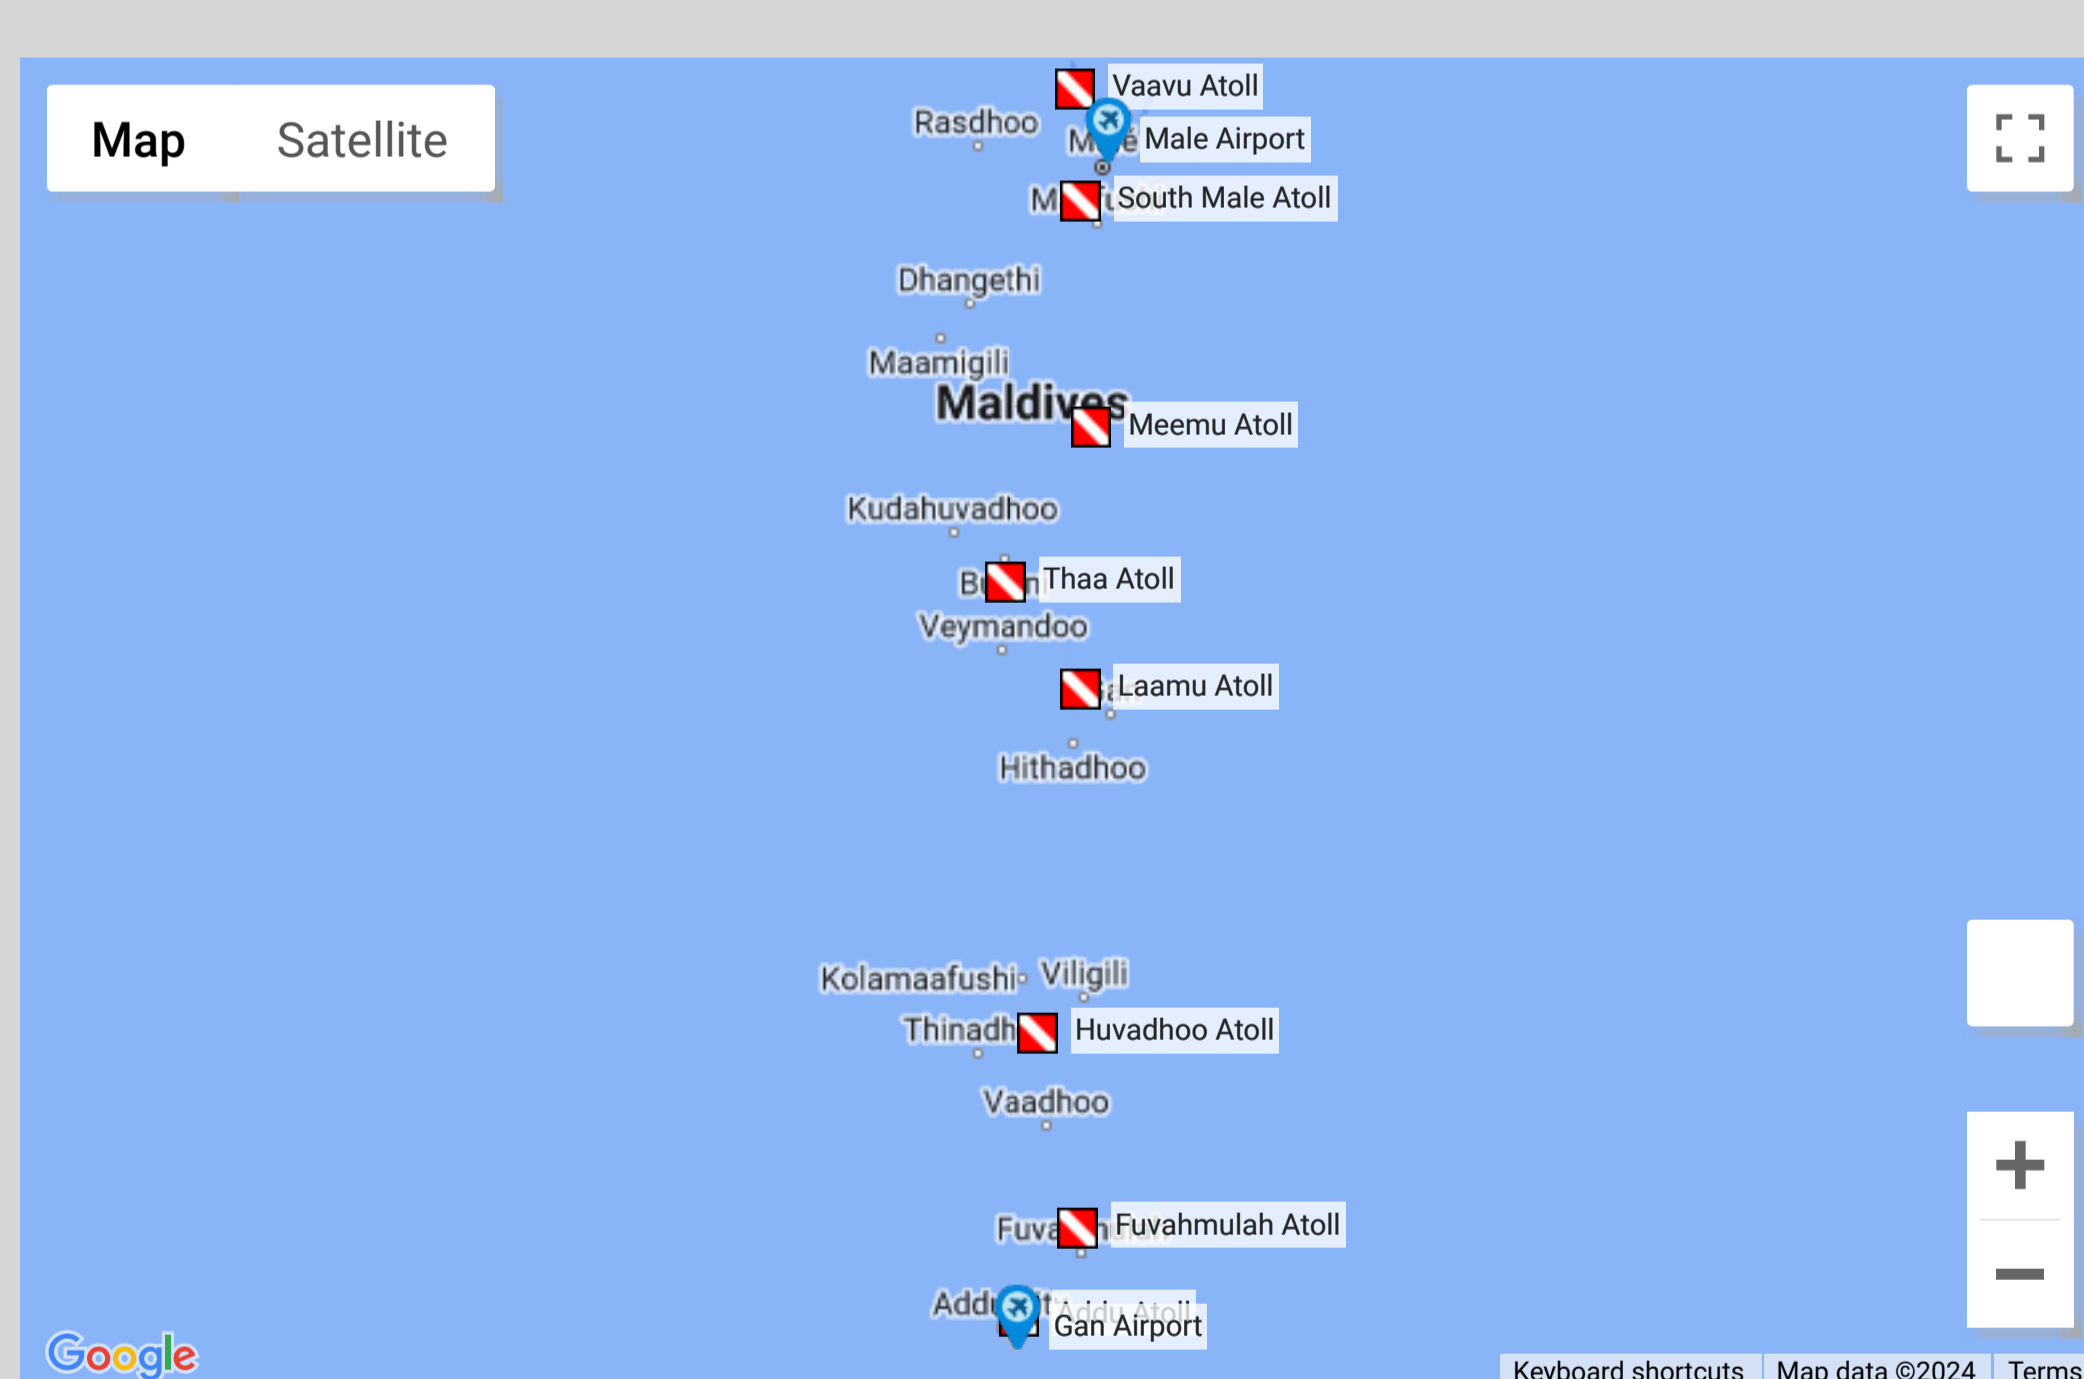 Map Satellite
Vaavu Atoll
Rasdhoo
Male Airport
South Male Atoll
Dhangethi
Maamigili
Maldives
Meemu Atoll
Kudahuvadhoo
Thaa Atoll
Veymandoo
Laamu Atoll
Hithadhoo
Kolamaafushi Viligili
Huvadhoo Atoll
Vaadhoo
Fuvahmulah Atoll
Addu Atoll
Gan Airport
Google
Keyboard shortcuts Map data ©2024 Terms